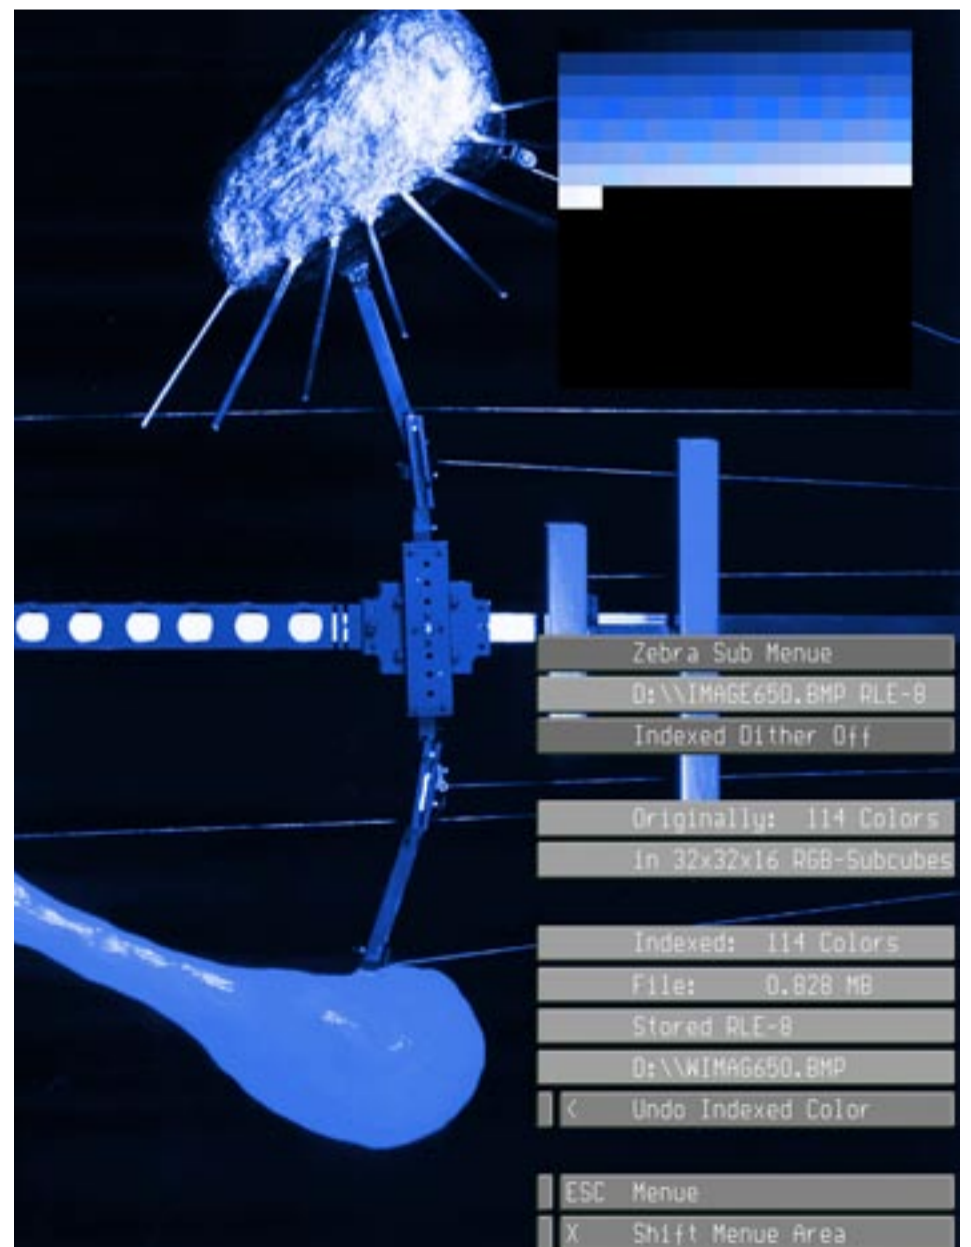 Zebra Sub Menue
D:\\IMAGE650.BMP RLE-8
Indexed Dither Off
Originally: 114 Colors
in 32x32x16 RGB-Subcubes
Indexed: 114 Colors
File: 0.828 MB
Stored RLE-8
D:\\WIMAG650.BMP
< Undo Indexed Color
ESC Menue
X Shift Menue Area